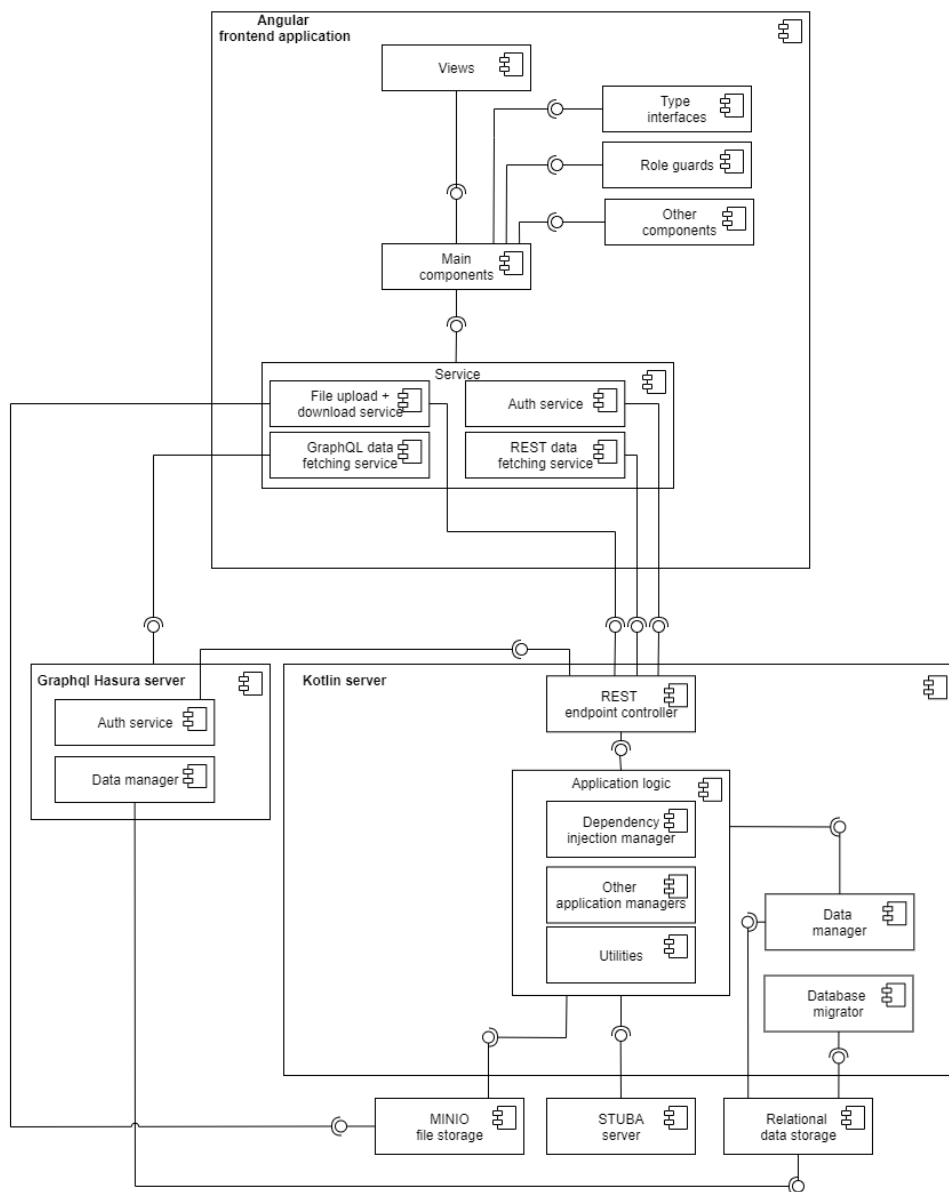 Angular
frontend application
Views
Type
interfaces
Role guards
Other
components
Main
components
Service
File upload +
download service
Auth service
GraphQL data
fetching service
REST data
fetching service
Graphql Hasura server
Auth service
Data manager
Kotlin server
REST
endpoint controller
Application logic
Dependency
injection manager
Other
application managers
Utilities
Data
manager
Database
migrator
MINIO
file storage
STUBA
server
Relational
data storage